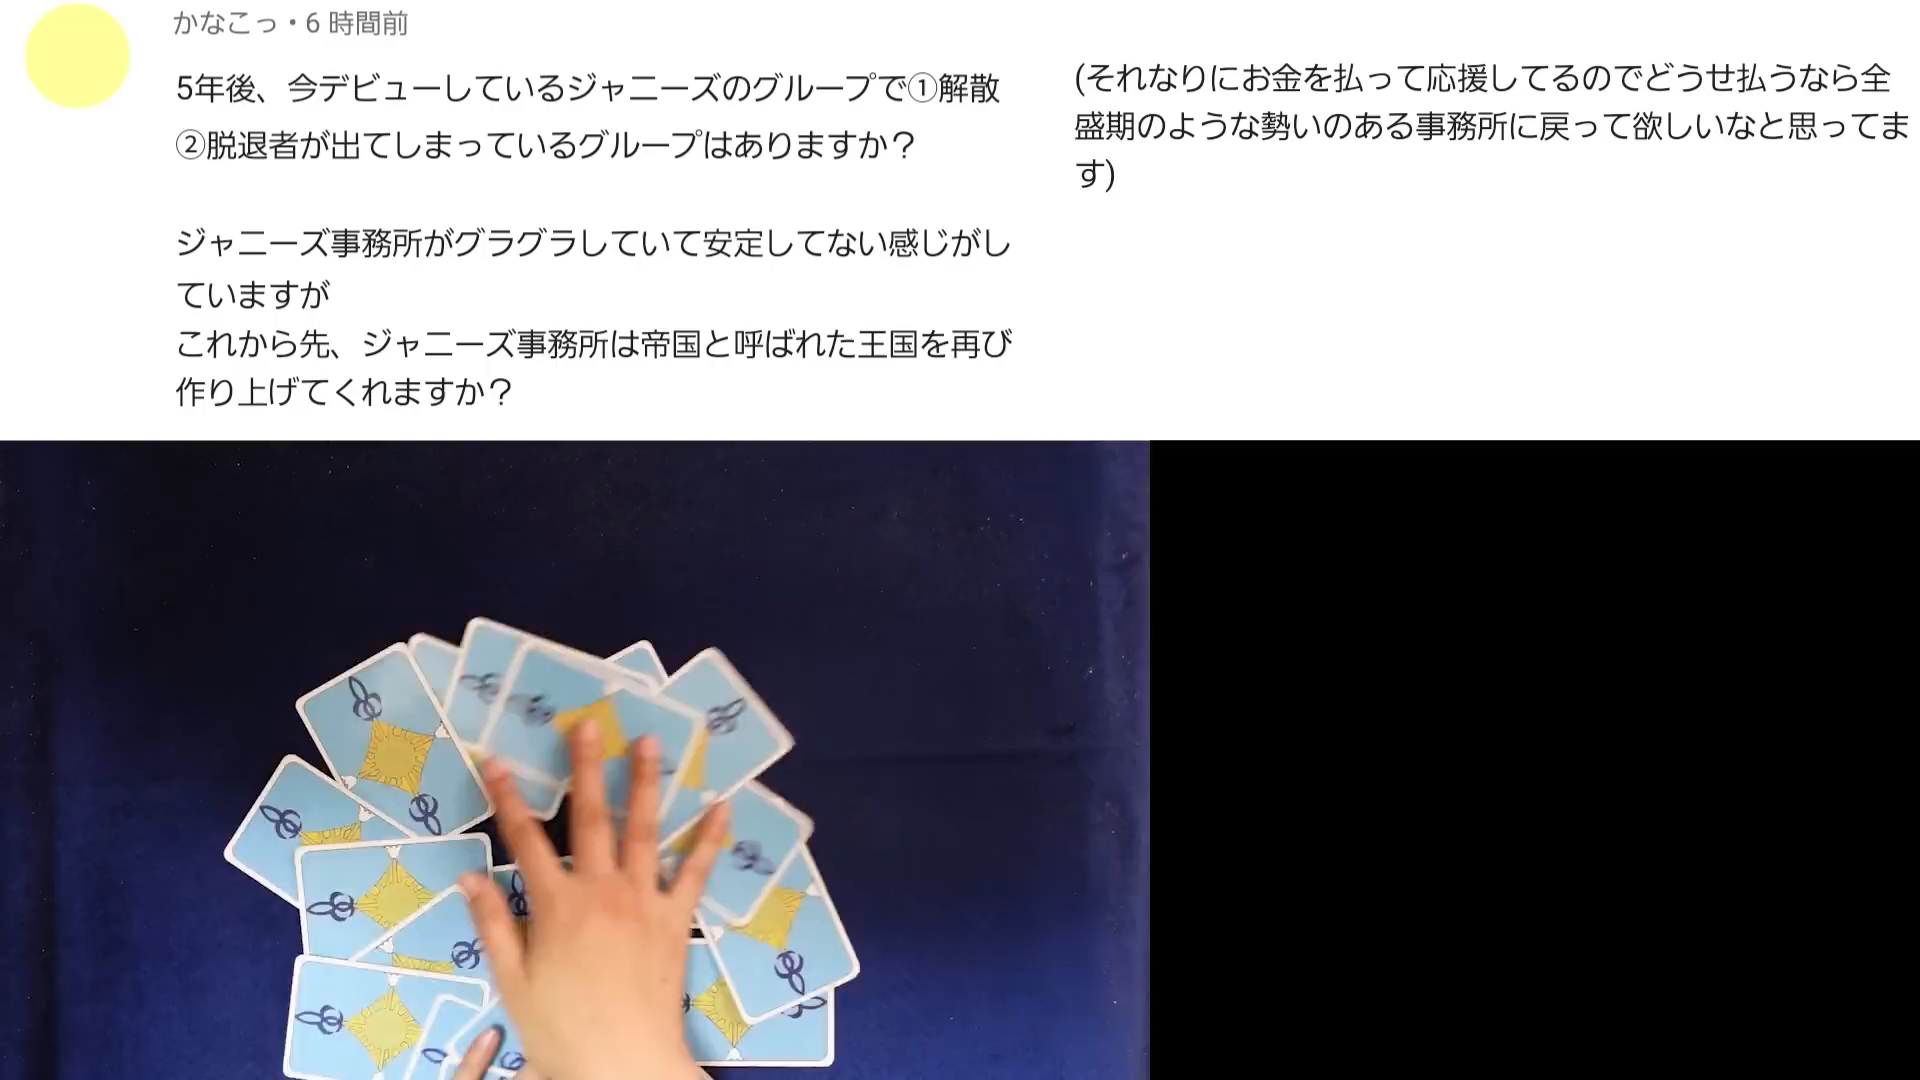 かなこっ・6 時間前
5年後、今デビューしているジャニーズのグループで①解散
②脱退者が出てしまっているグループはありますか？
ジャニーズ事務所がグラグラしていて安定してない感じがし
ていますが
これから先、ジャニーズ事務所は帝国と呼ばれた王国を再び
作り上げてくれますか？
(それなりにお金を払って応援してるのでどうせ払うなら全
盛期のような勢いのある事務所に戻って欲しいなと思ってま
す)